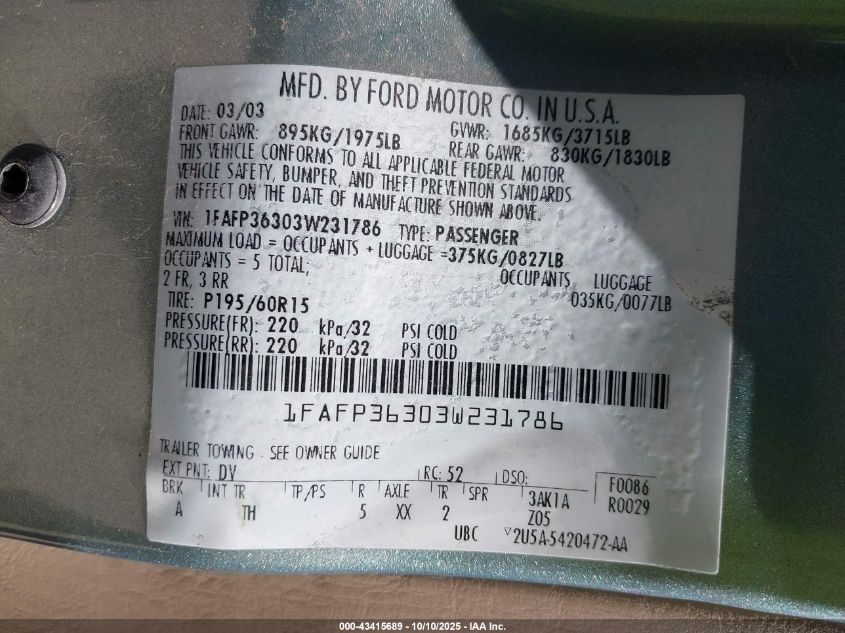 MFD. BY FORD MOTOR CO. IN U.S.A.
DATE: 03/03 GVWR: 1685KG/3715LB
FRONT GAWR: 895KG/1975LB REAR GAWR: 830KG/1830LB
THIS VEHICLE CONFORMS TO ALL APPLICABLE FEDERAL MOTOR
VEHICLE SAFETY, BUMPER, AND THEFT PREVENTION STANDARDS
IN EFFECT ON THE DATE OF MANUFACTURE SHOWN ABOVE.
VIN: 1FAFP36303W231786 TYPE: PASSENGER
MAXIMUM LOAD = OCCUPANTS + LUGGAGE =375KG/0827LB
OCCUPANTS = 5 TOTAL; OCCUPANTS LUGGAGE
2 FR, 3 RR 035KG/0077LB
TIRE: P195/60R15
PRESSURE(FR): 220 kPa/32 PSI COLD
PRESSURE(RR): 220 kPa/32 PSI COLD
1FAFP36303W231786
TRAILER TOWING - SEE OWNER GUIDE
EXT PNT: DV RC: 52 DSO: F0086
BRK INT TR TP/PS R AXLE TR SPR 3AK1A R0029
A TH 5 XX 2 Z05
UBC ▽2U5A-5420472-AA
000-43415689 - 10/10/2025 - IAA Inc.